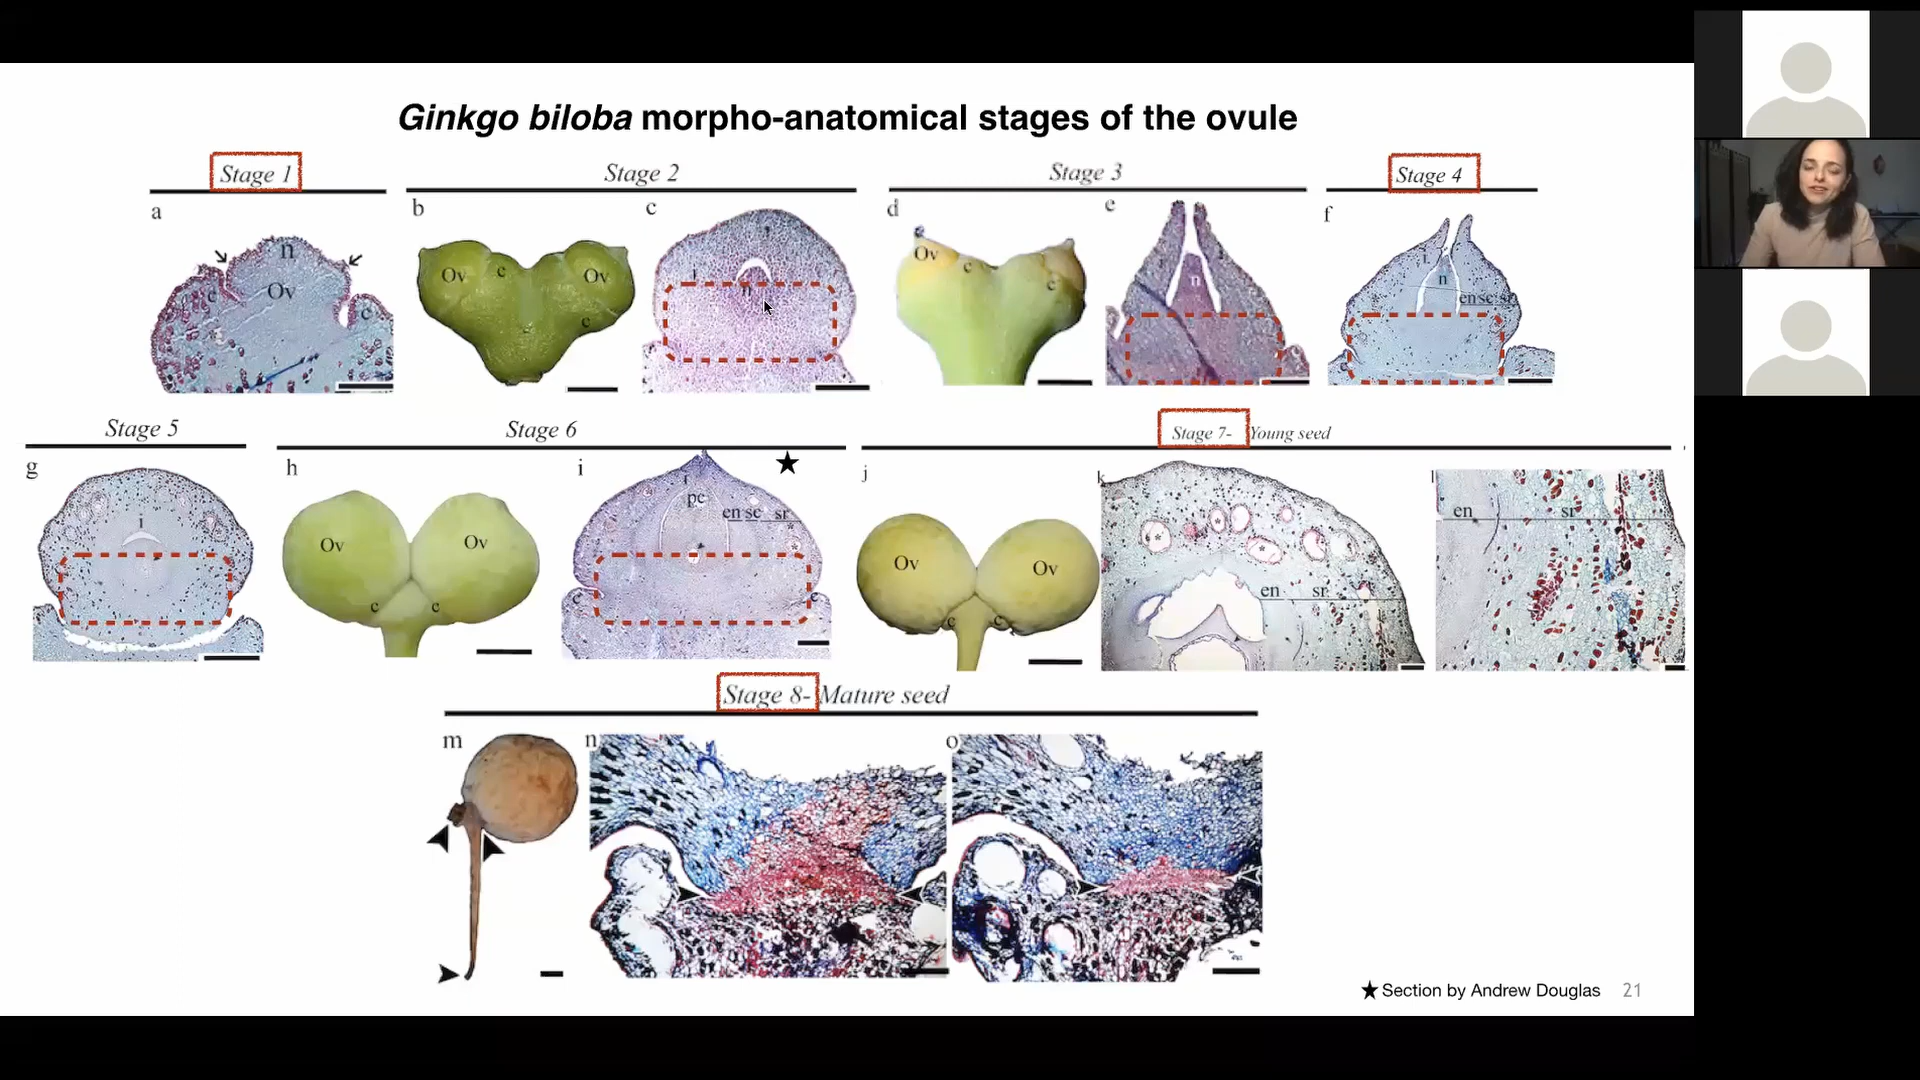 Ginkgo biloba morpho-anatomical stages of the ovule
Stage 1
Stage 2
Stage 3
Stage 4
a
n
Ov
c
c
b
Ov
c
Ov
c
c
i
i
n
d
Ov
c
c
e
n
f
i
n
en sc sr
Stage 5
Stage 6
Stage 7- Young seed
g
i
h
Ov
Ov
c
c
i
pc
en sc sr
c
c
j
Ov
Ov
c
c
k
en sr
l
en sr
Stage 8- Mature seed
m
n
o
★ Section by Andrew Douglas 21